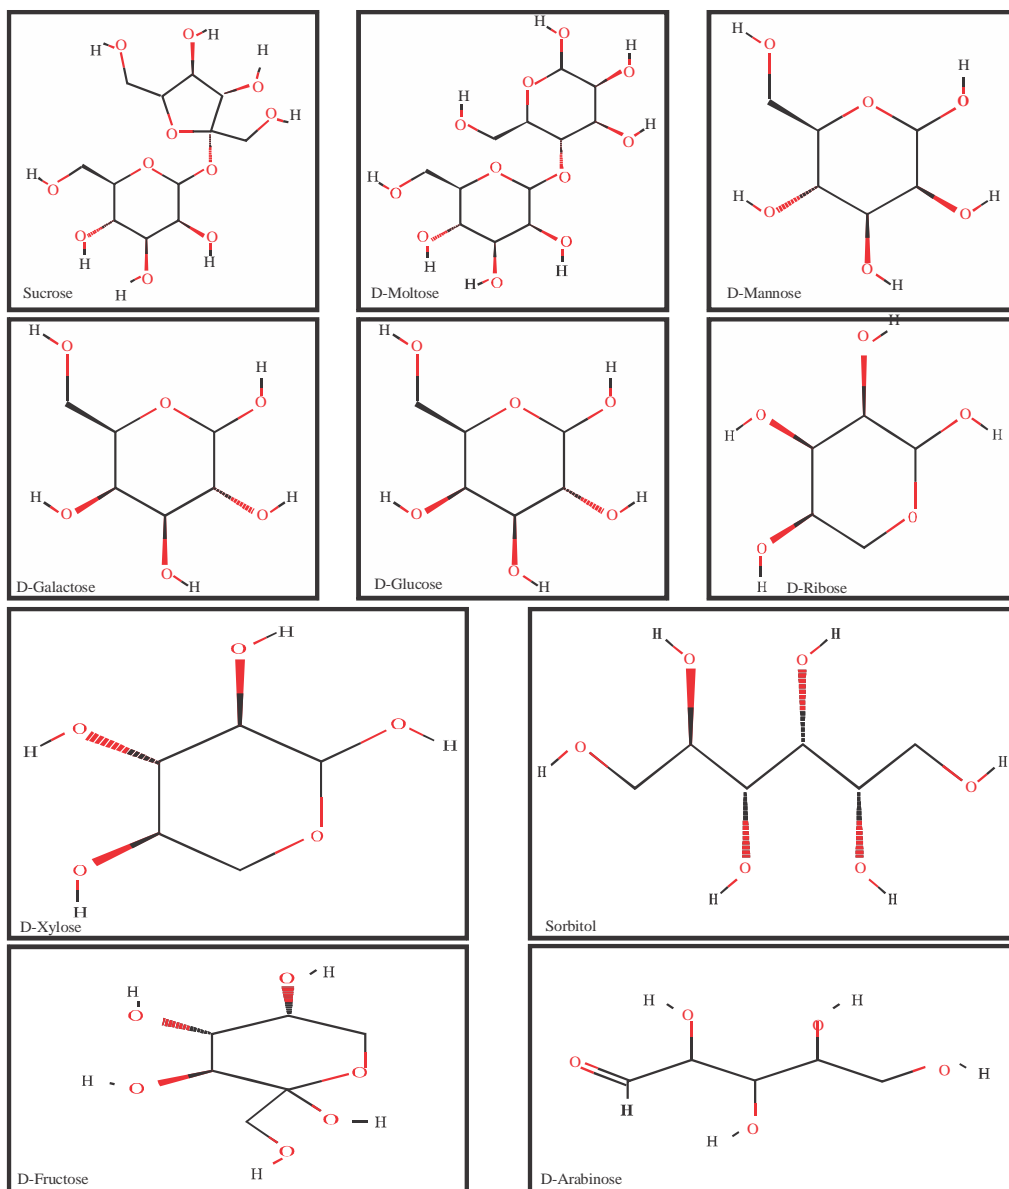 O H
H O H
O
O H
O
O O
H O
O O
H H
O
H
Sucrose
H O
H
O O
H
O H
O
O
H O O
O O
H H
H O
D-Moltose
H O
H
O O
H O O H
O H
D-Mannose
H O
H
O O
H O O H
O H
D-Galactose
H O
H
O O
H O O H
O H
D-Glucose
O H
O O
H H
O
O
H
D-Ribose
O H
O O
H H
O
O
H
D-Xylose
H H
O O
O H
H O
O O
H H
Sorbitol
O H
H
O
O
H O
O H
O
H
D-Fructose
H H
O O
O O H
H
O
H
D-Arabinose